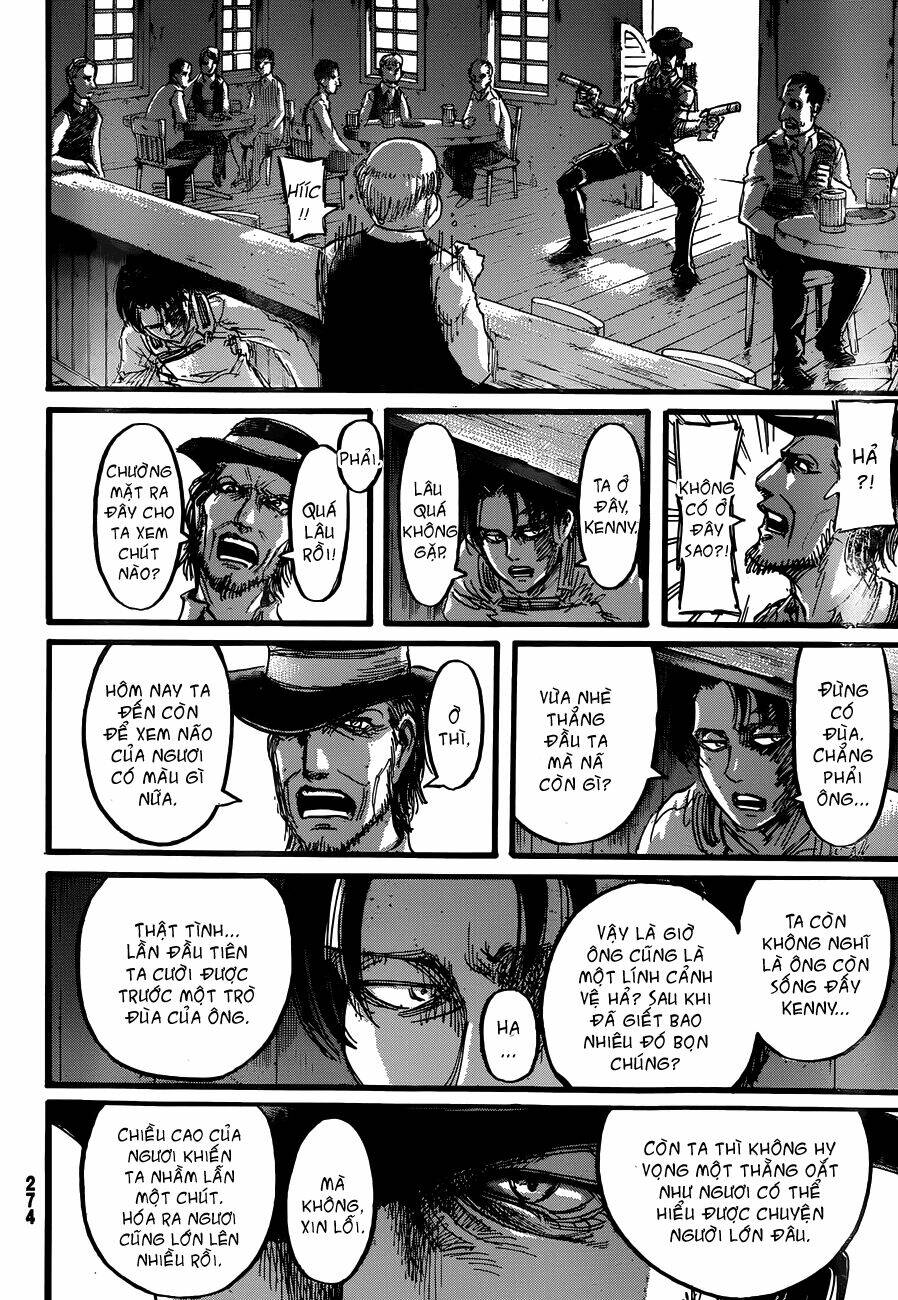 HÍÍC
!!
HẢ
?!
KHÔNG
CÓ Ở
ĐÂY
SAO?!
TA Ở
ĐÂY,
KENNY.
LÂU
QUÁ
KHÔNG
GẶP.
PHẢI,
QUÁ
LÂU
RỒI!
CHƯỜNG
MẶT RA
ĐÂY CHO
TA XEM
CHÚT
NÀO?
ĐỪNG
CÓ
ĐÙA.
CHẲNG
PHẢI
ÔNG...
VỪA NHÈ
THẲNG
ĐẦU TA
MÀ NÃ
CÒN GÌ?
Ờ
THÌ,
HÔM NAY TA
ĐẾN CÒN
ĐỂ XEM NÃO
CỦA NGƯƠI
CÓ MÀU GÌ
NỮA.
TA CÒN
KHÔNG NGHĨ
LÀ ÔNG CÒN
SỐNG ĐẤY
KENNY...
VẬY LÀ GIỜ
ÔNG CŨNG LÀ
MỘT LÍNH CẢNH
VỆ HẢ? SAU KHI
ĐÃ GIẾT BAO
NHIÊU ĐÓ BỌN
CHÚNG?
HA
...
THẬT TÌNH...
LẦN ĐẦU TIÊN
TA CƯỜI ĐƯỢC
TRƯỚC MỘT TRÒ
ĐÙA CỦA ÔNG.
CÒN TA THÌ KHÔNG HY
VỌNG MỘT THẰNG OẮT
NHƯ NGƯƠI CÓ THỂ
HIỂU ĐƯỢC CHUYỆN
NGƯỜI LỚN ĐÂU.
MÀ
KHÔNG,
XIN LỖI.
CHIỀU CAO CỦA
NGƯƠI KHIẾN
TA NHẦM LẪN
MỘT CHÚT.
HÓA RA NGƯƠI
CŨNG LỚN LÊN
NHIỀU RỒI.
274